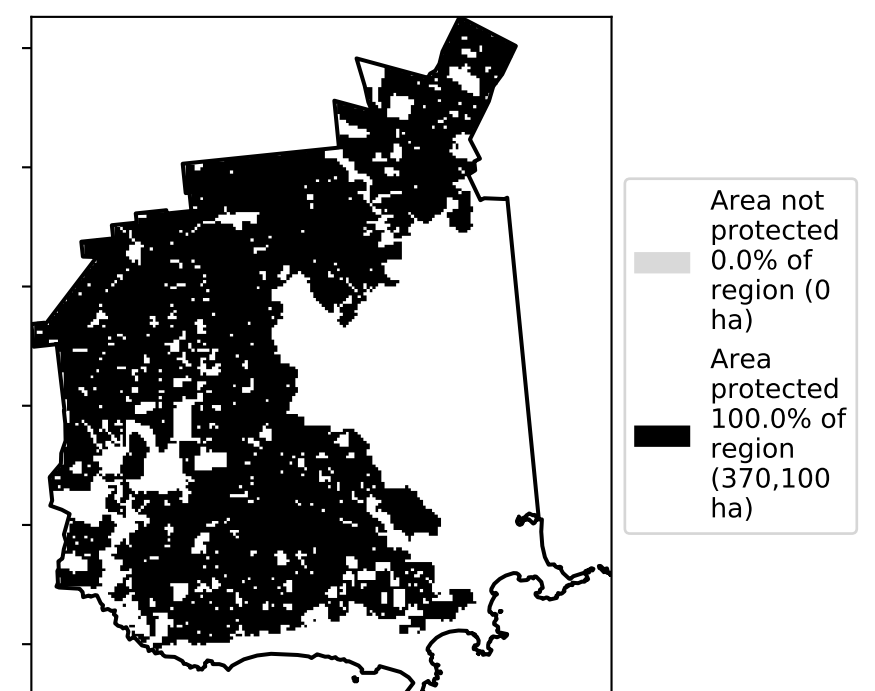 Area not
protected
0.0% of
region (0
ha)
Area
protected
100.0% of
region
(370,100
ha)